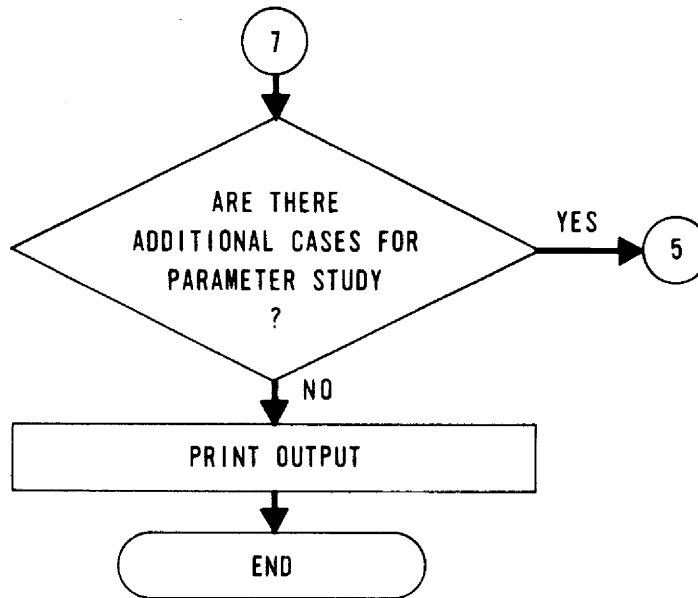 7
ARE THERE
ADDITIONAL CASES FOR
PARAMETER STUDY
?
YES
5
NO
PRINT OUTPUT
END